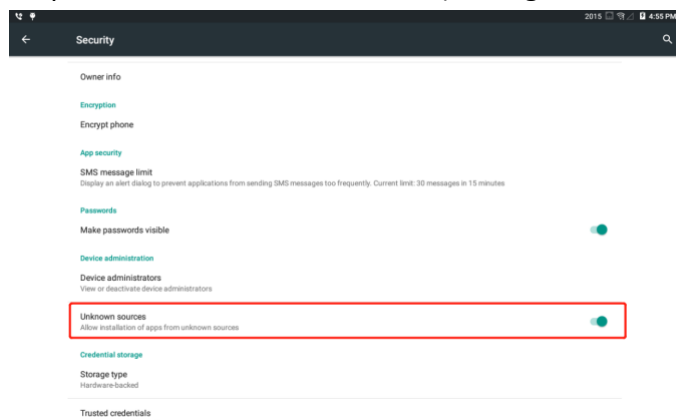 2015 4:55 PM
Security
Owner info
Encryption
Encrypt phone
App security
SMS message limit
Display an alert dialog to prevent applications from sending SMS messages too frequently. Current limit: 30 messages in 15 minutes
Passwords
Make passwords visible
Device administration
Device administrators
View or deactivate device administrators
Unknown sources
Allow installation of apps from unknown sources
Credential storage
Storage type
Hardware-backed
Trusted credentials